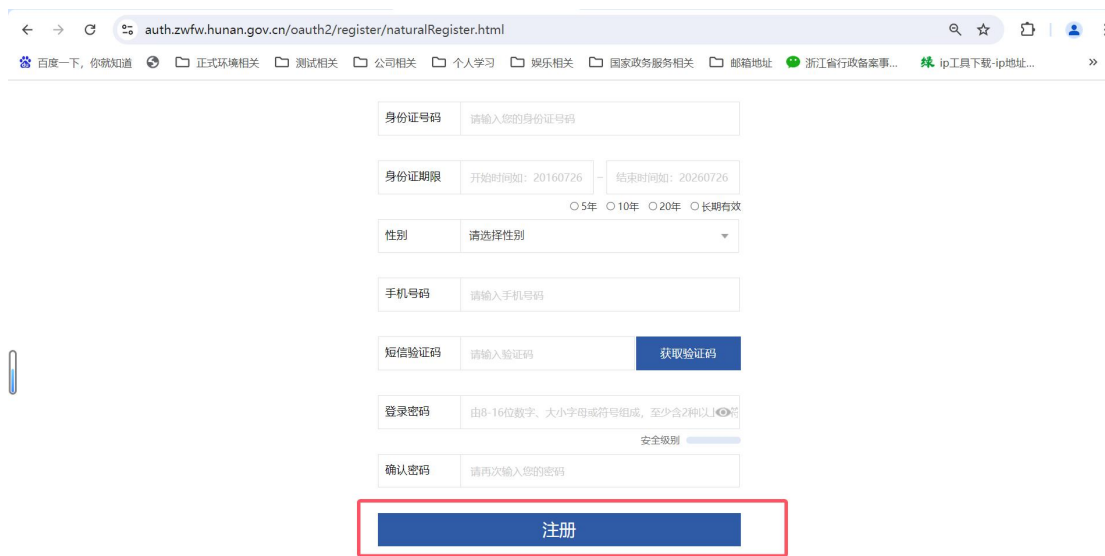 auth.zwfw.hunan.gov.cn/oauth2/register/naturalRegister.html
百度一下，你就知道 正式环境相关 测试相关 公司相关 个人学习 娱乐相关 国家政务服务相关 邮箱地址 浙江省行政备案事... ip工具下载-ip地址... »
身份证号码 请输入您的身份证号码
身份证期限 开始时间如：20160726 – 结束时间如：20260726
5年 10年 20年 长期有效
性别 请选择性别
手机号码 请输入手机号码
短信验证码 请输入验证码 获取验证码
登录密码 由8-16位数字、大小字母或符号组成，至少含2种以上
安全级别
确认密码 请再次输入您的密码
注册